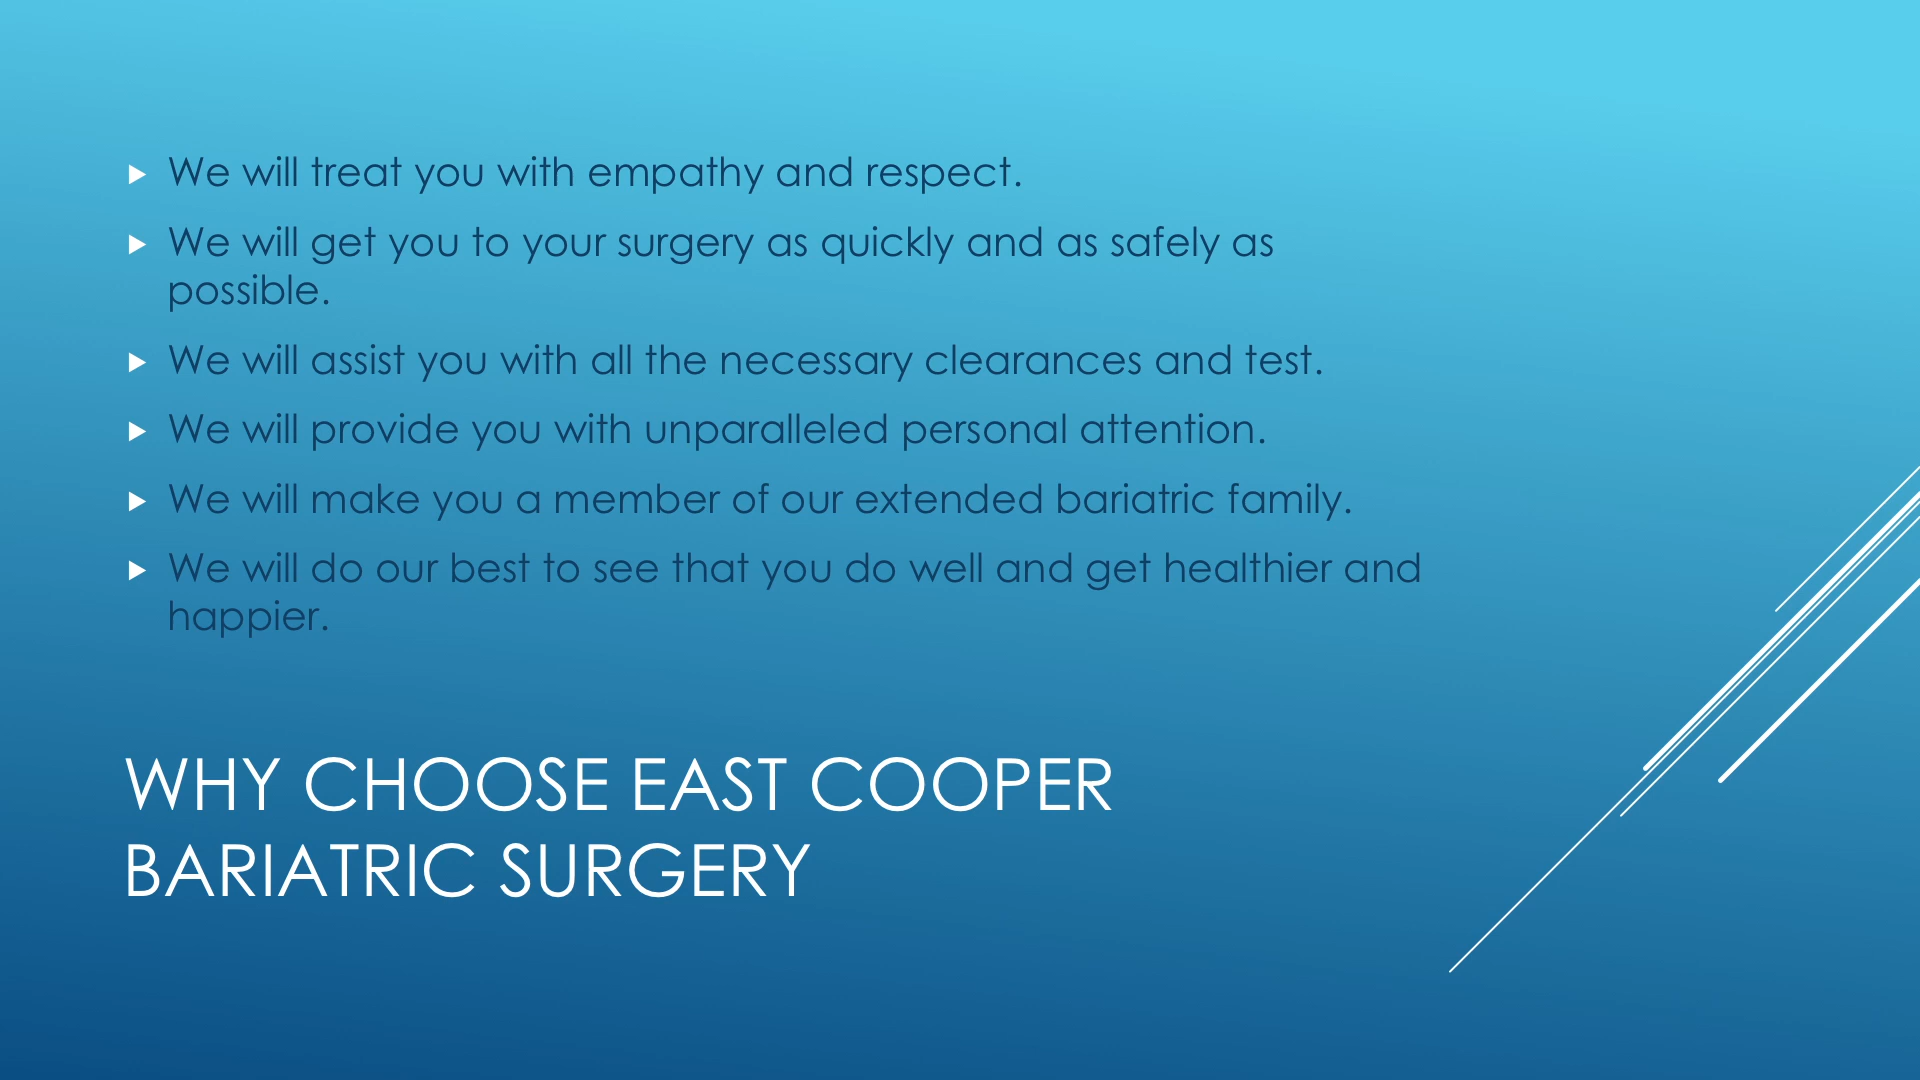 We will treat you with empathy and respect.
We will get you to your surgery as quickly and as safely as
possible.
We will assist you with all the necessary clearances and test.
We will provide you with unparalleled personal attention.
We will make you a member of our extended bariatric family.
We will do our best to see that you do well and get healthier and
happier.
WHY CHOOSE EAST COOPER
BARIATRIC SURGERY